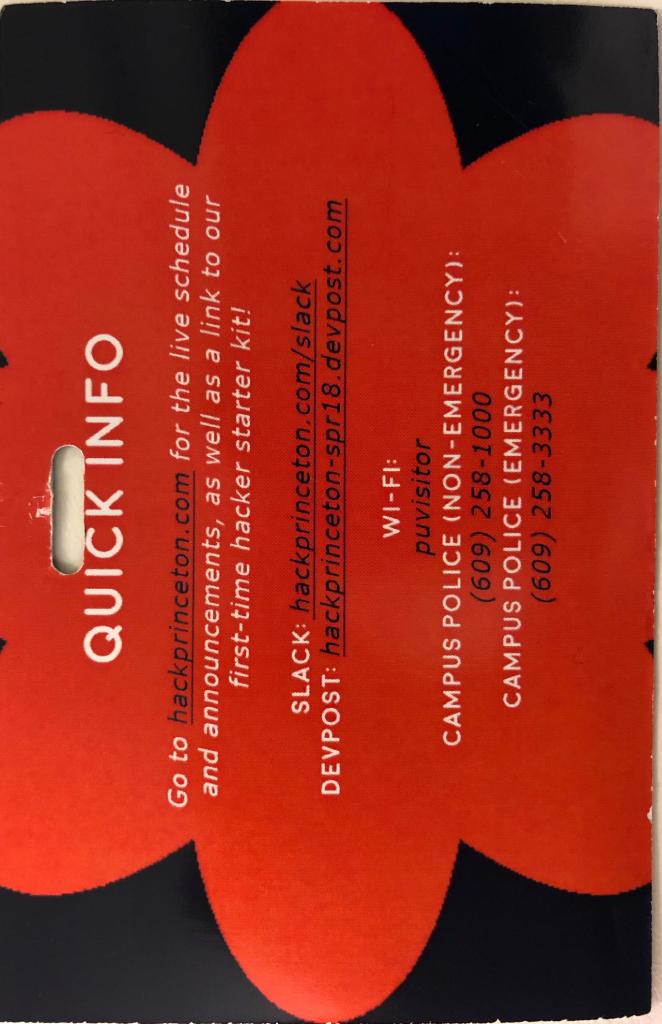 QUICK INFO
Go to hackprinceton.com for the live schedule
and announcements, as well as a link to our
first-time hacker starter kit!
SLACK: hackprinceton.com/slack
DEVPOST: hackprinceton-spr18.devpost.com
WI-FI:
puvisitor
CAMPUS POLICE (NON-EMERGENCY):
(609) 258-1000
CAMPUS POLICE (EMERGENCY):
(609) 258-3333